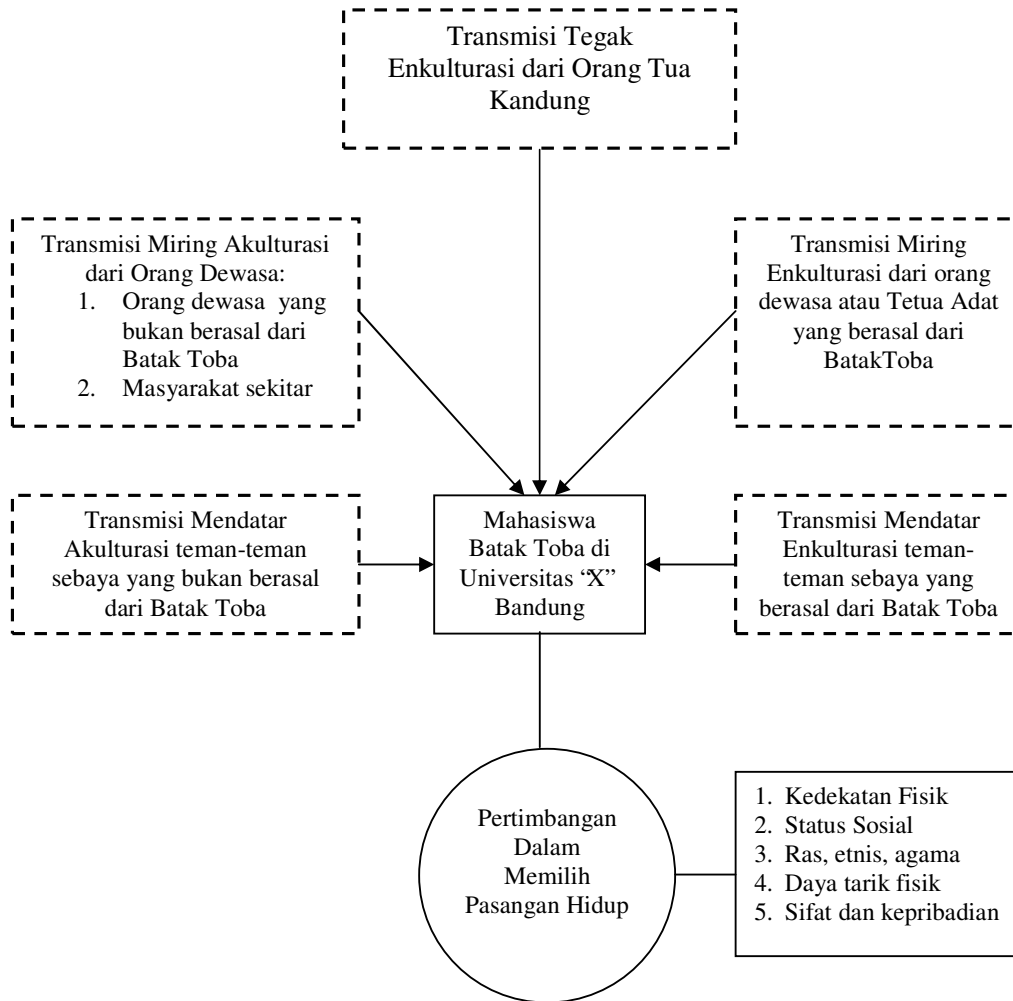 Transmisi Tegak
Enkulturasi dari Orang Tua
Kandung
Transmisi Miring Akulturasi
dari Orang Dewasa:
1. Orang dewasa yang
bukan berasal dari
Batak Toba
2. Masyarakat sekitar
Transmisi Miring
Enkulturasi dari orang
dewasa atau Tetua Adat
yang berasal dari
BatakToba
Transmisi Mendatar
Akulturasi teman-teman
sebaya yang bukan berasal
dari Batak Toba
Mahasiswa
Batak Toba di
Universitas “X”
Bandung
Transmisi Mendatar
Enkulturasi teman-
teman sebaya yang
berasal dari Batak Toba
Pertimbangan
Dalam
Memilih
Pasangan Hidup
1. Kedekatan Fisik
2. Status Sosial
3. Ras, etnis, agama
4. Daya tarik fisik
5. Sifat dan kepribadian